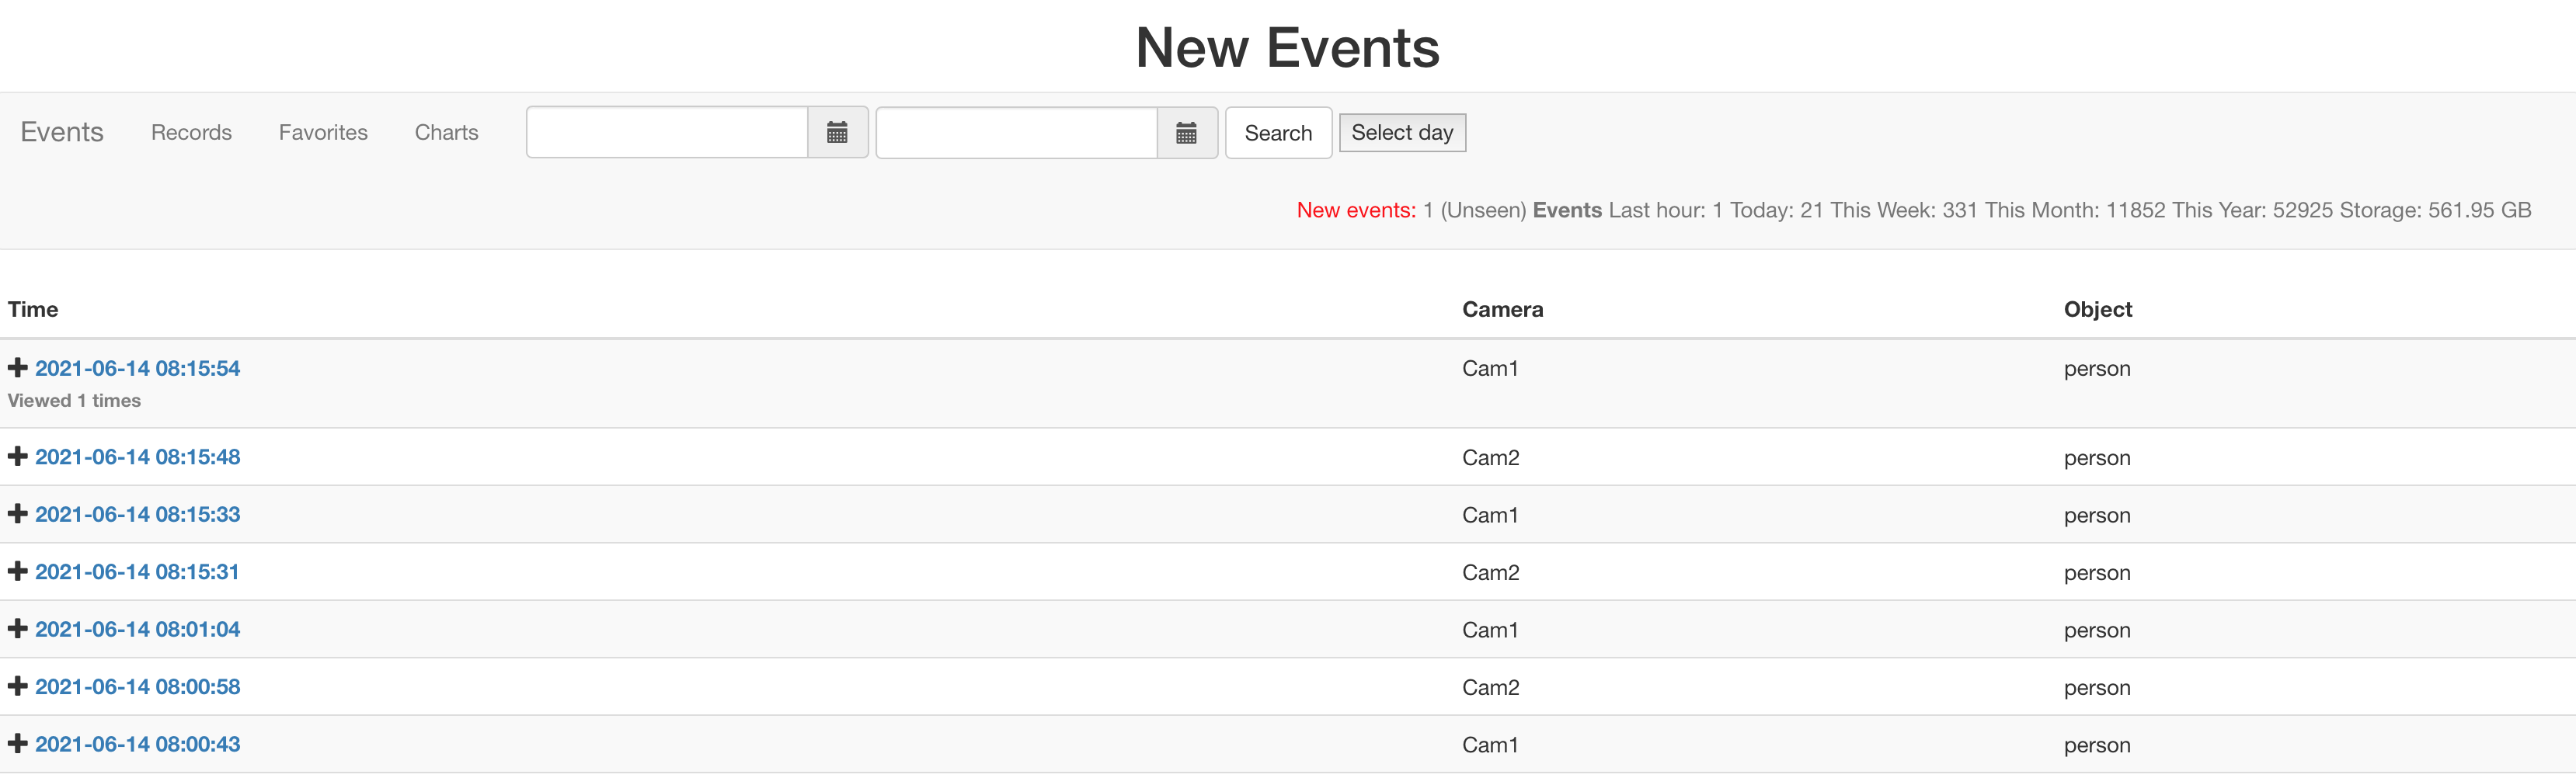 New Events
Events Records Favorites Charts Search Select day
New events: 1 (Unseen) Events Last hour: 1 Today: 21 This Week: 331 This Month: 11852 This Year: 52925 Storage: 561.95 GB
Time Camera Object
2021-06-14 08:15:54 Cam1 person
Viewed 1 times
2021-06-14 08:15:48 Cam2 person
2021-06-14 08:15:33 Cam1 person
2021-06-14 08:15:31 Cam2 person
2021-06-14 08:01:04 Cam1 person
2021-06-14 08:00:58 Cam2 person
2021-06-14 08:00:43 Cam1 person